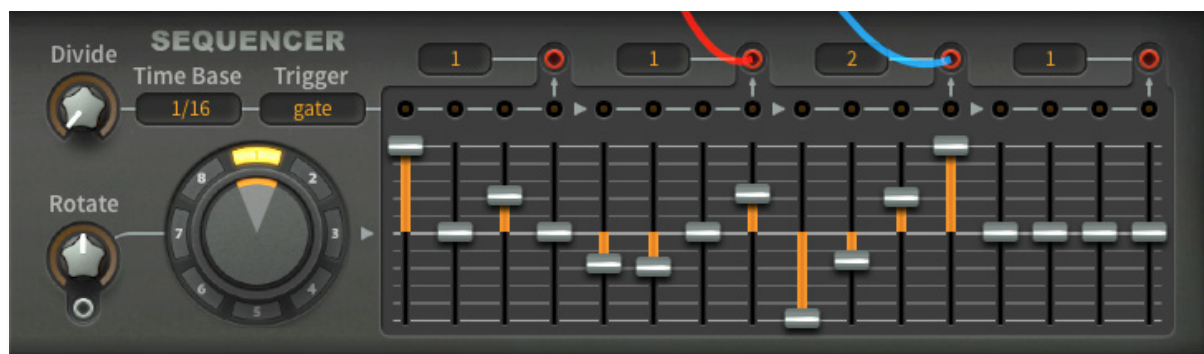 SEQUENCER
Divide
Time Base
Trigger
1/16
gate
1
1
2
1
Rotate
8
2
7
3
6
4
5